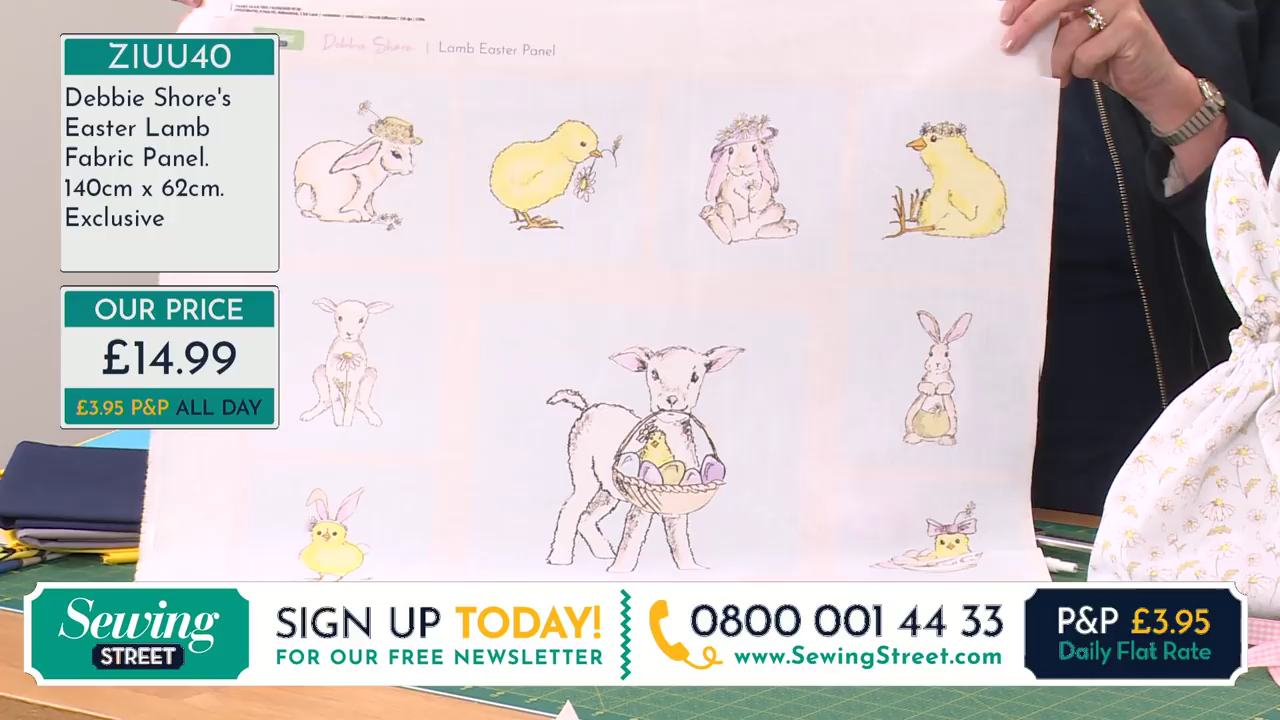 Debbie Shore | Lamb Easter Panel
ZIUU40
Debbie Shore's
Easter Lamb
Fabric Panel.
140cm x 62cm.
Exclusive
OUR PRICE
£14.99
£3.95 P&P ALL DAY
Sewing
STREET
SIGN UP TODAY!
FOR OUR FREE NEWSLETTER
0800 001 44 33
www.SewingStreet.com
P&P £3.95
Daily Flat Rate